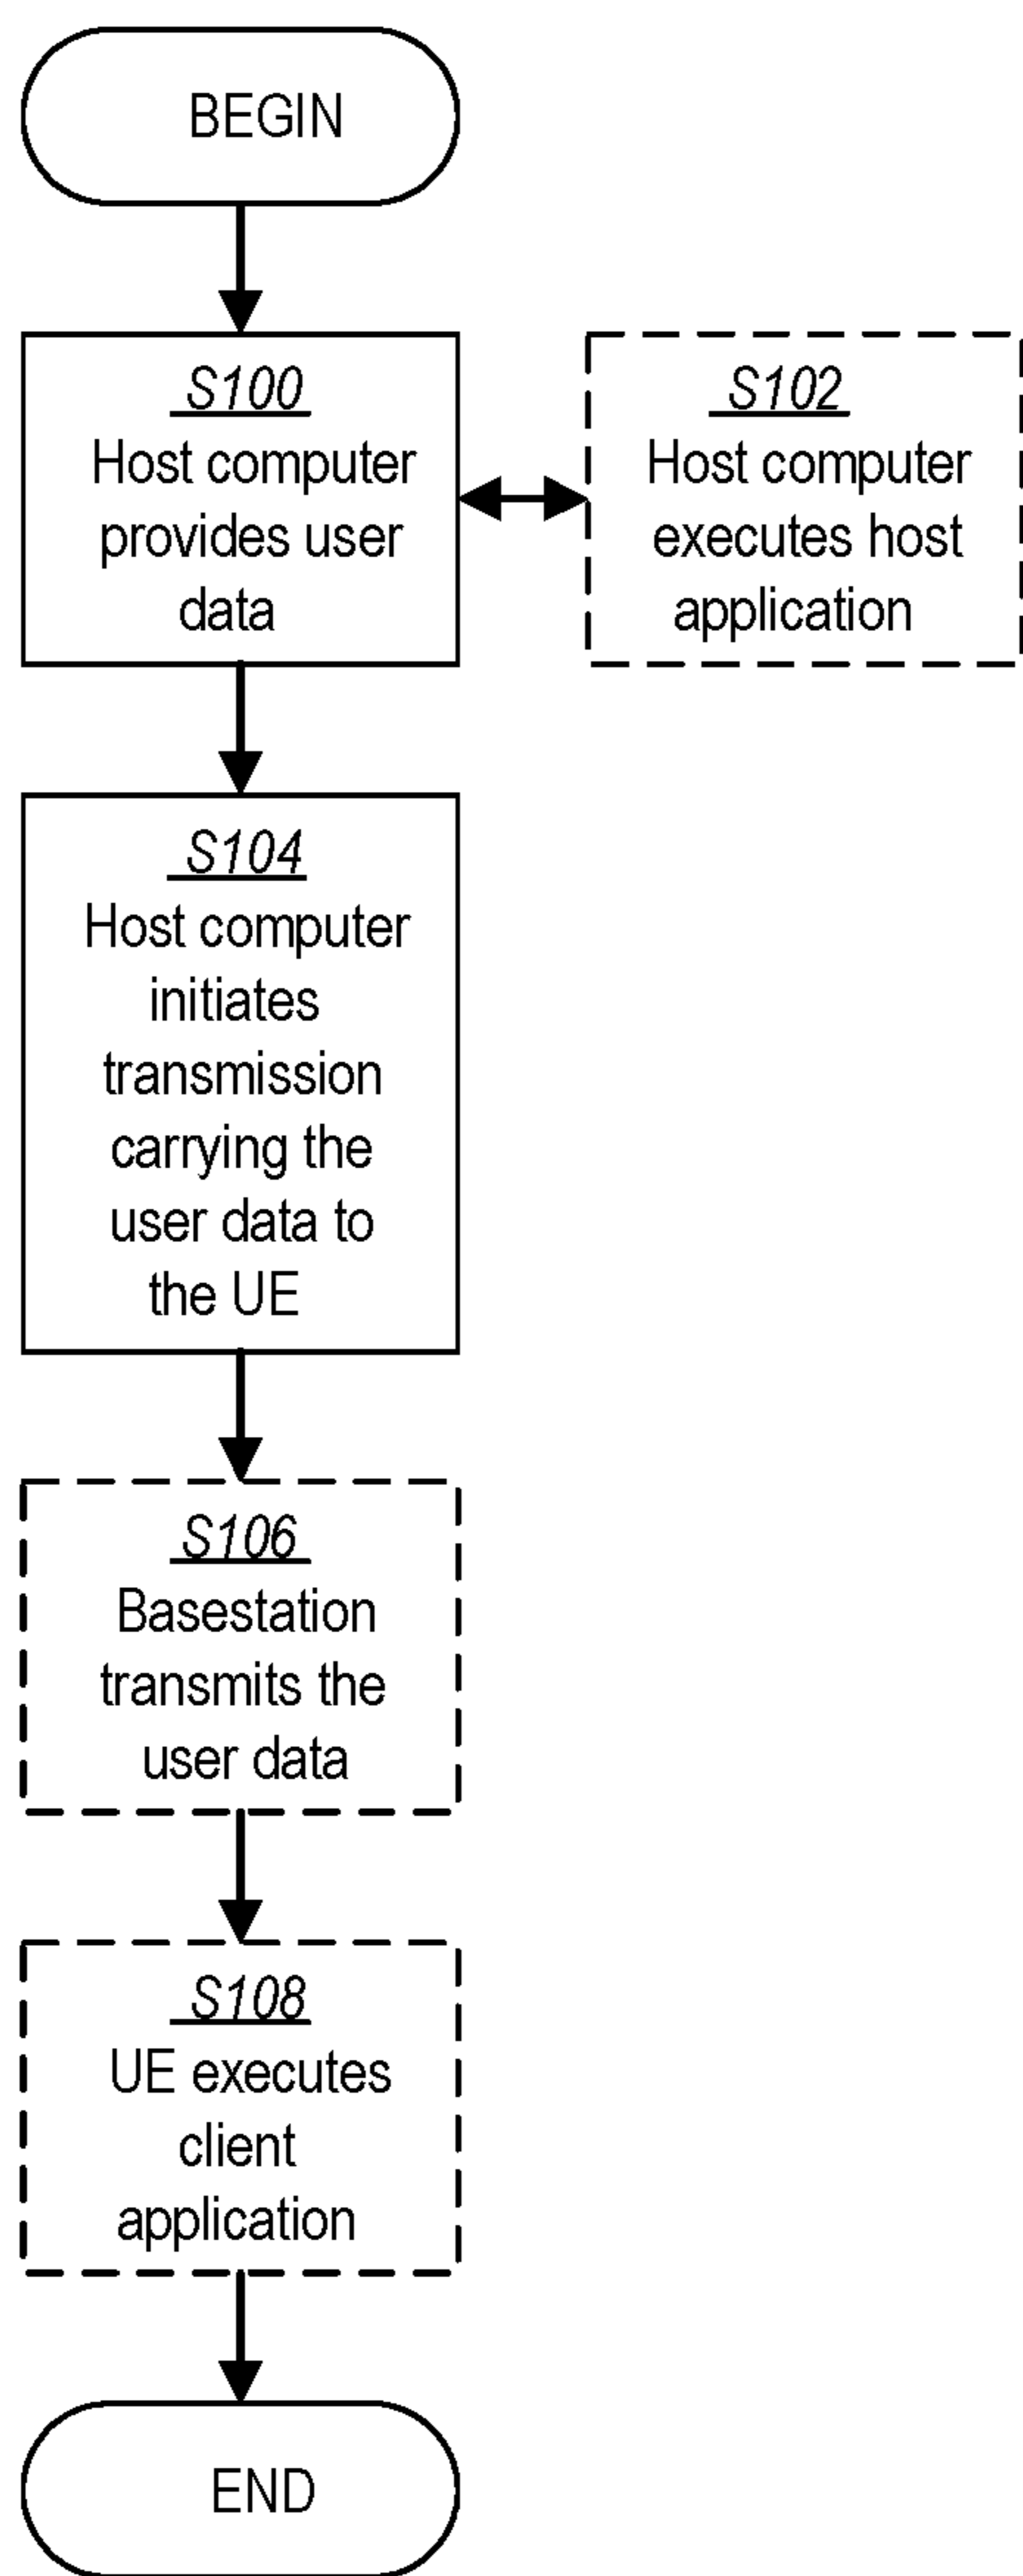 BEGIN
S100
Host computer
provides user
data
S102
Host computer
executes host
application
S104
Host computer
initiates
transmission
carrying the
user data to
the UE
S106
Basestation
transmits the
user data
S108
UE executes
client
application
END